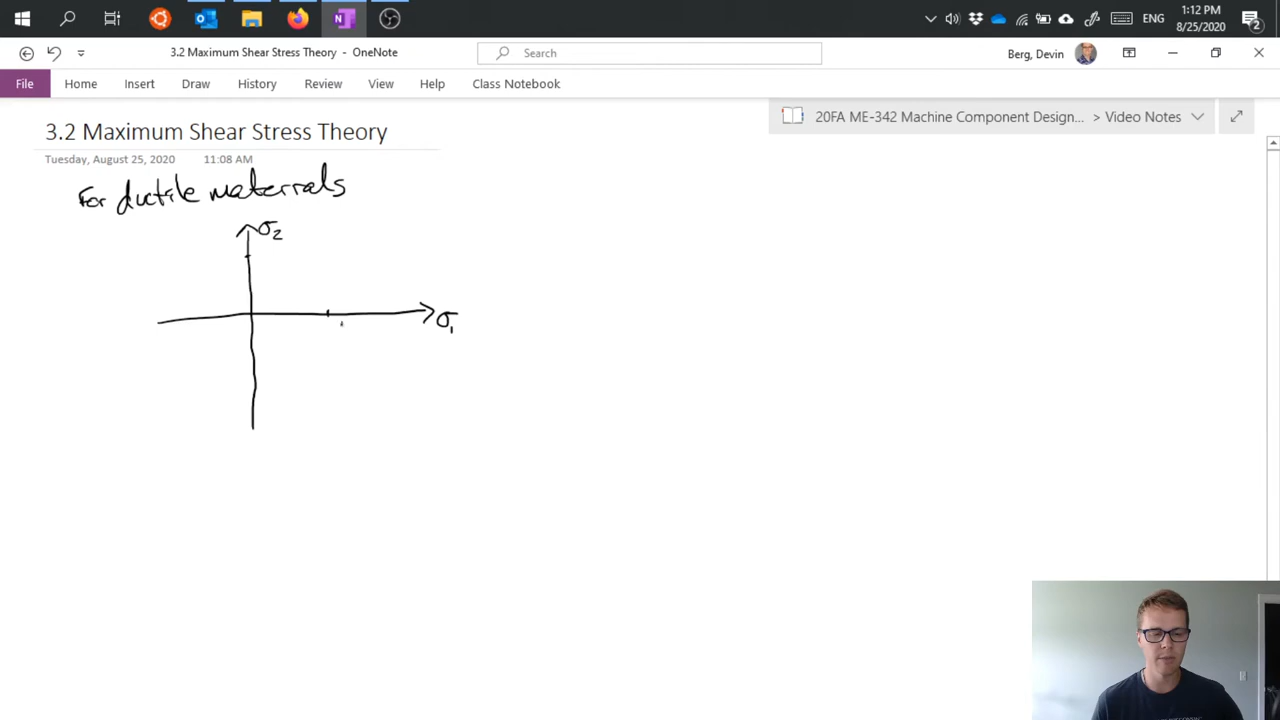 1:12 PM
ENG
8/25/2020
2
3.2 Maximum Shear Stress Theory - OneNote
Search
Berg, Devin
File Home Insert Draw History Review View Help Class Notebook
20FA ME-342 Machine Component Design... > Video Notes
3.2 Maximum Shear Stress Theory
Tuesday, August 25, 2020 11:08 AM
For ductile materials
σ₂
σ₁